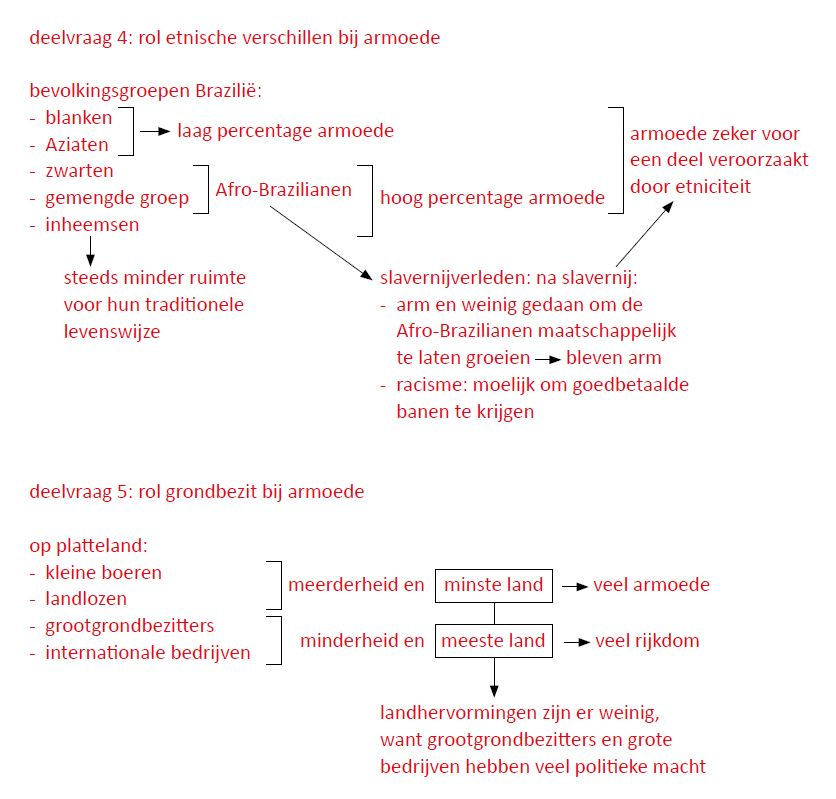 deelvraag 4: rol etnische verschillen bij armoede
bevolkingsgroepen Brazilië:
- blanken
- Aziaten
- zwarten
- gemengde groep
- inheemsen
laag percentage armoede
Afro-Brazilianen
hoog percentage armoede
armoede zeker voor
een deel veroorzaakt
door etniciteit
steeds minder ruimte
voor hun traditionele
levenswijze
slavernijverleden: na slavernij:
- arm en weinig gedaan om de
Afro-Brazilianen maatschappelijk
te laten groeien → bleven arm
- racisme: moelijk om goedbetaalde
banen te krijgen
deelvraag 5: rol grondbezit bij armoede
op platteland:
- kleine boeren
- landlozen
- grootgrondbezitters
- internationale bedrijven
meerderheid en minste land → veel armoede
minderheid en meeste land → veel rijkdom
landhervormingen zijn er weinig,
want grootgrondbezitters en grote
bedrijven hebben veel politieke macht